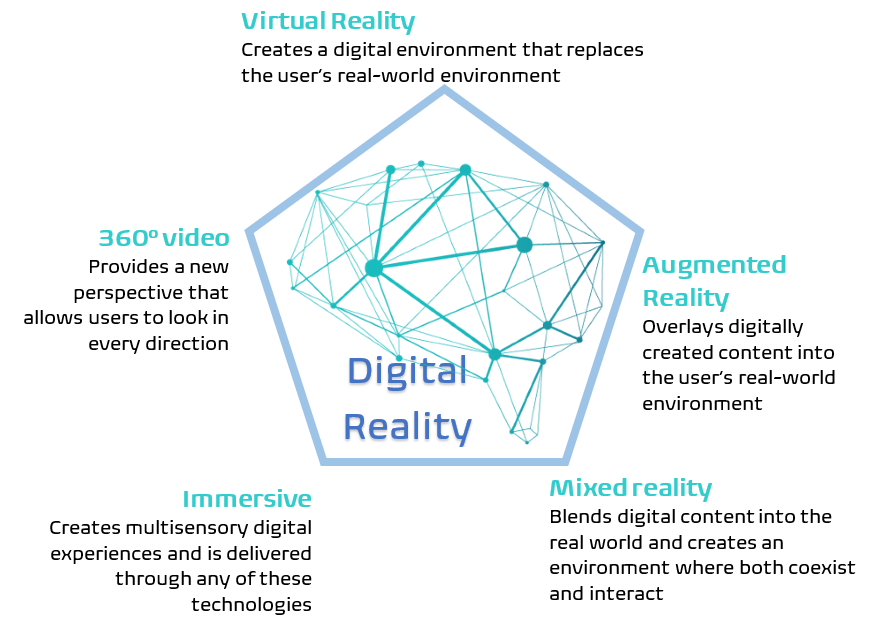 Virtual Reality
Creates a digital environment that replaces
the user's real-world environment
360º video
Provides a new
perspective that
allows users to look in
every direction
Augmented
Reality
Overlays digitally
created content into
the user's real-world
environment
Digital
Reality
Immersive
Creates multisensory digital
experiences and is delivered
through any of these
technologies
Mixed reality
Blends digital content into the
real world and creates an
environment where both coexist
and interact